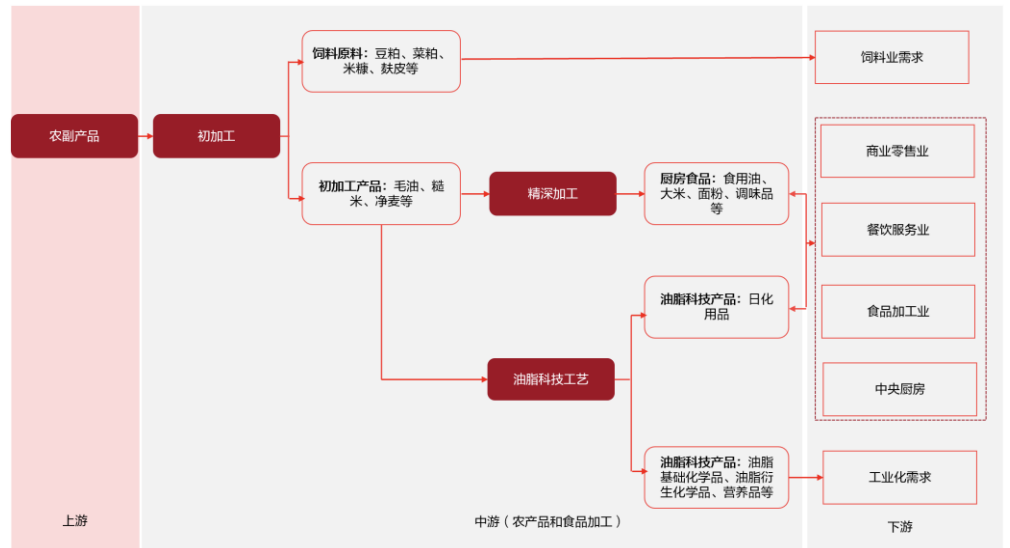 饲料原料：豆粕、菜粕、
米糠、麸皮等
饲料业需求
农副产品
初加工
商业零售业
初加工产品：毛油、糙
米、净麦等
精深加工
厨房食品：食用油、
大米、面粉、调味品
等
餐饮服务业
油脂科技产品：日化
用品
食品加工业
油脂科技工艺
中央厨房
油脂科技产品：油脂
基础化学品、油脂衍
生化学品、营养品等
工业化需求
上游
中游（农产品和食品加工）
下游